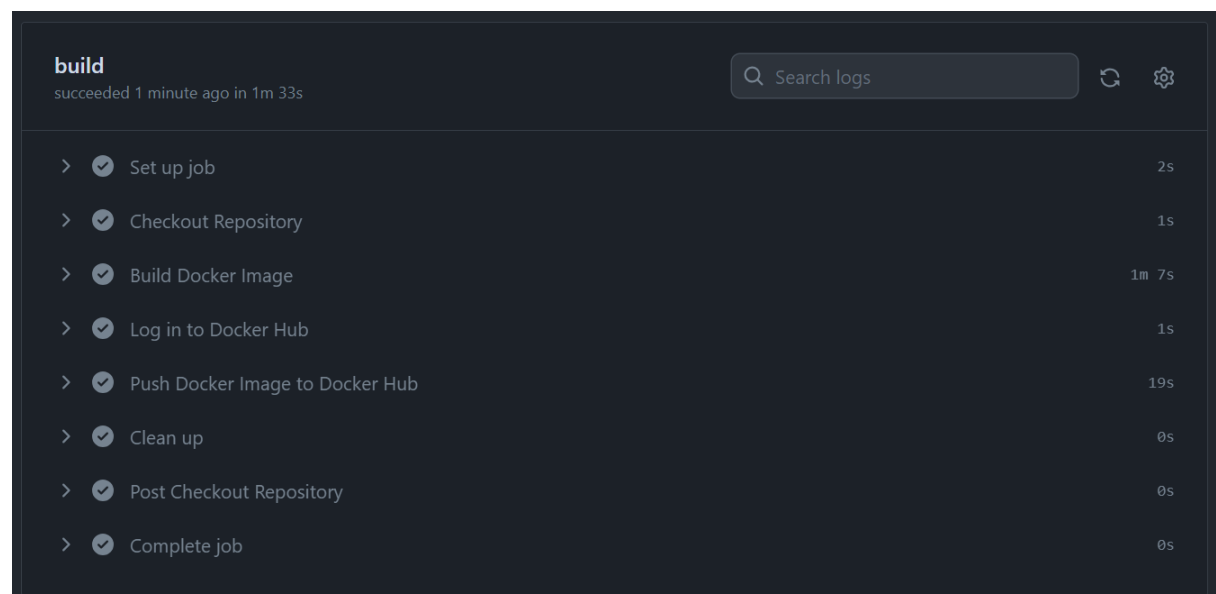 build
succeeded 1 minute ago in 1m 33s
Search logs
Set up job 2s
Checkout Repository 1s
Build Docker Image 1m 7s
Log in to Docker Hub 1s
Push Docker Image to Docker Hub 19s
Clean up 0s
Post Checkout Repository 0s
Complete job 0s